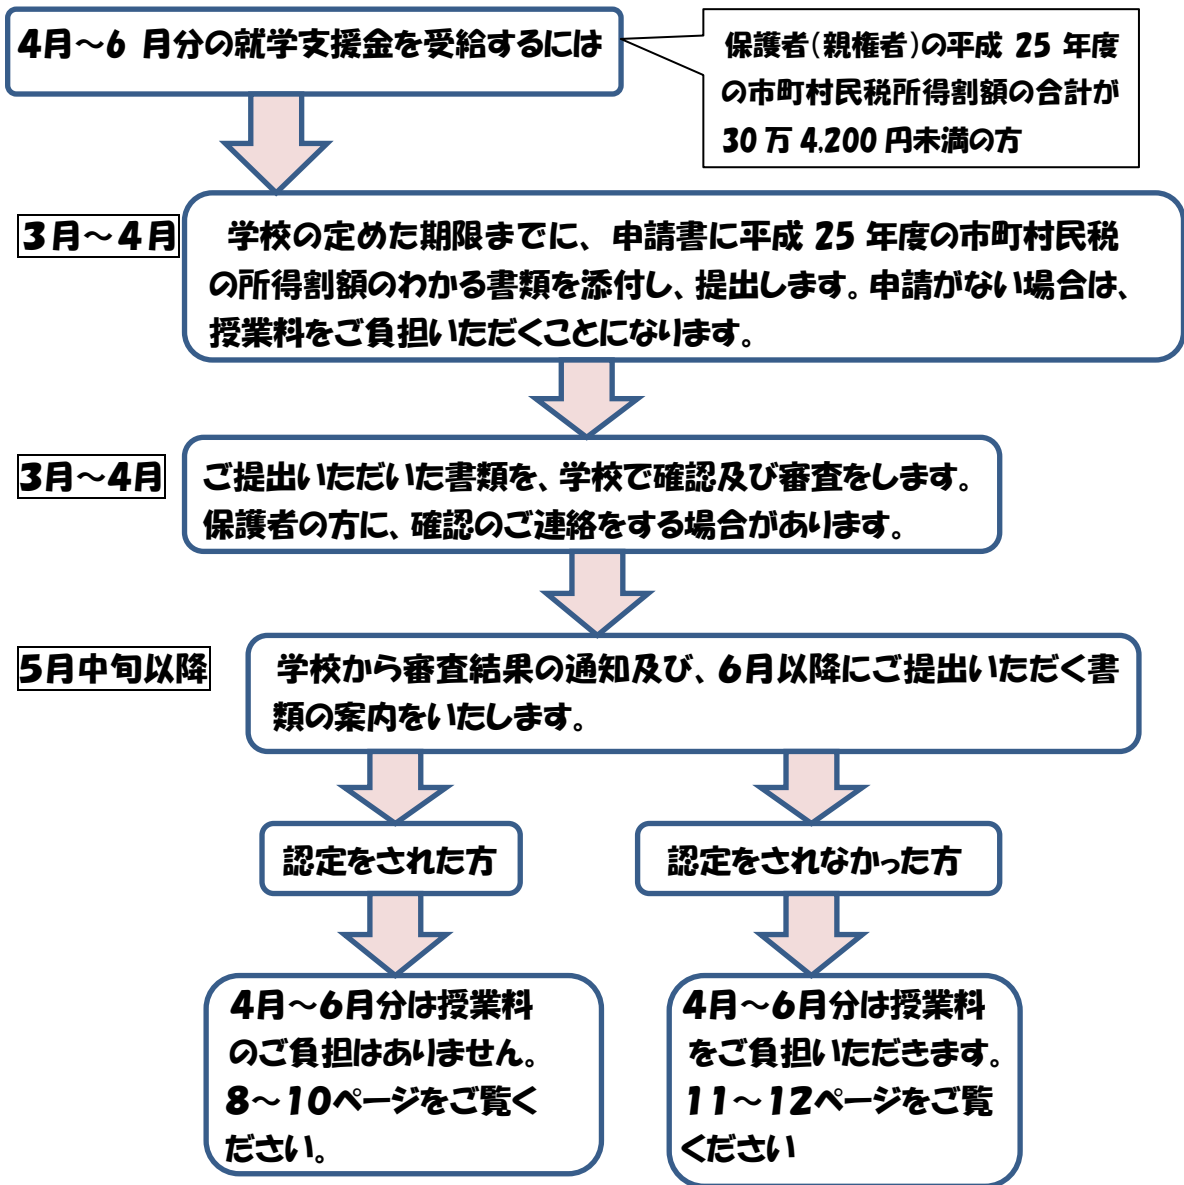 4月～6 月分の就学支援金を受給するには
保護者（親権者）の平成 25 年度
の市町村民税所得割額の合計が
30 万 4,200 円未満の方
3月～4月
学校の定めた期限までに、申請書に平成 25 年度の市町村民税
の所得割額のわかる書類を添付し、提出します。申請がない場合は、
授業料をご負担いただくことになります。
3月～4月
ご提出いただいた書類を、学校で確認及び審査をします。
保護者の方に、確認のご連絡をする場合があります。
5月中旬以降
学校から審査結果の通知及び、6月以降にご提出いただく書
類の案内をいたします。
認定をされた方
認定をされなかった方
4月～6月分は授業料
のご負担はありません。
8～10ページをご覧く
ださい。
4月～6月分は授業料
をご負担いただきます。
11～12ページをご覧
ください